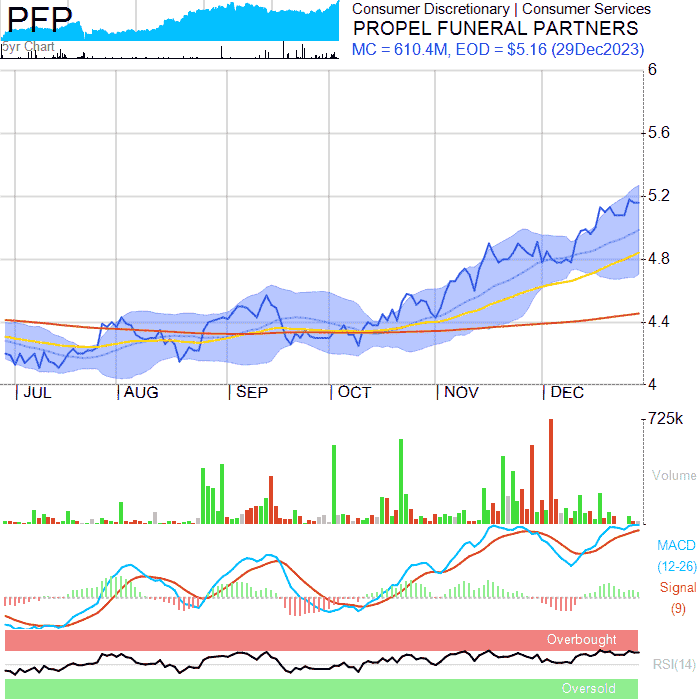 PFP
5yr Chart
Consumer Discretionary | Consumer Services
PROPEL FUNERAL PARTNERS
MC = 610.4M, EOD = $5.16 (29Dec2023)
6
5.6
5.2
4.8
4.4
4
JUL AUG SEP OCT NOV DEC
725k
Volume
MACD
(12-26)
Signal
(9)
Overbought
RSI(14)
Oversold